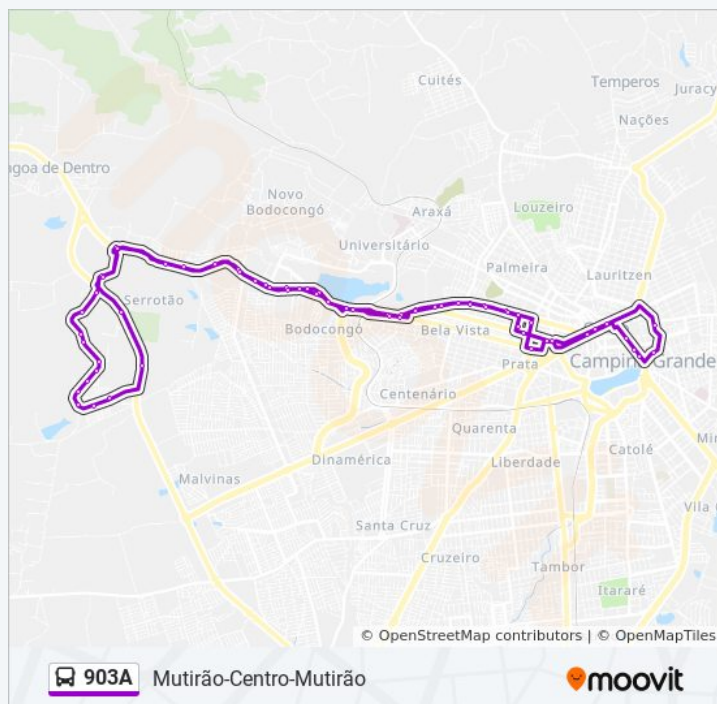 Cuités
Temperos
Juracy
Nações
agoa de Dentro
Novo
Bodocongó
Araxá
Louzeiro
Universitário
Palmeira
Lauritzen
Serrotão
Bodocongó
Bela Vista
Prata
Campina Grande
Centenário
Quarenta
Mir
Catolé
Dinamérica
Liberdade
Malvinas
Vila
Santa Cruz
Cruzeiro
Tambor
Itararé
© OpenStreetMap contributors | © OpenMapTiles
903A Mutirão-Centro-Mutirão
moovit